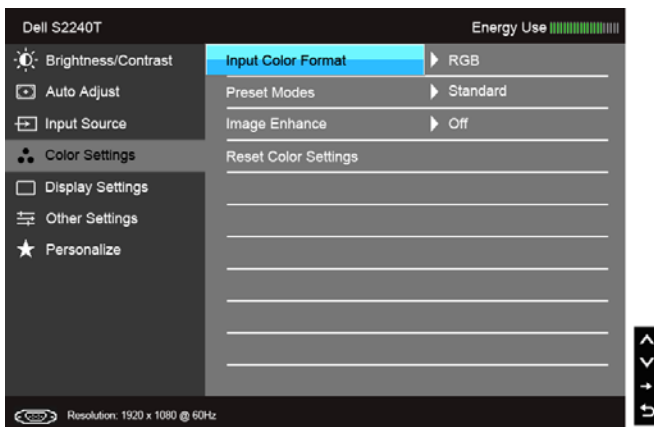 Dell S2240T Energy Use
Brightness/Contrast Input Color Format RGB
Auto Adjust Preset Modes Standard
Input Source Image Enhance Off
Color Settings Reset Color Settings
Display Settings
Other Settings
Personalize
Resolution: 1920 x 1080 @ 60Hz